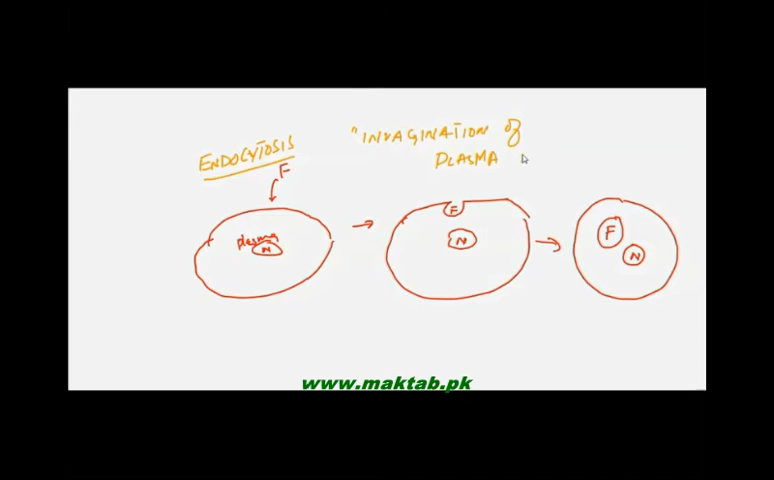 ENDOCYTOSIS
"INVAGINATION of
PLASMA
F
plasma
N
F
N
F
N
www.maktab.pk